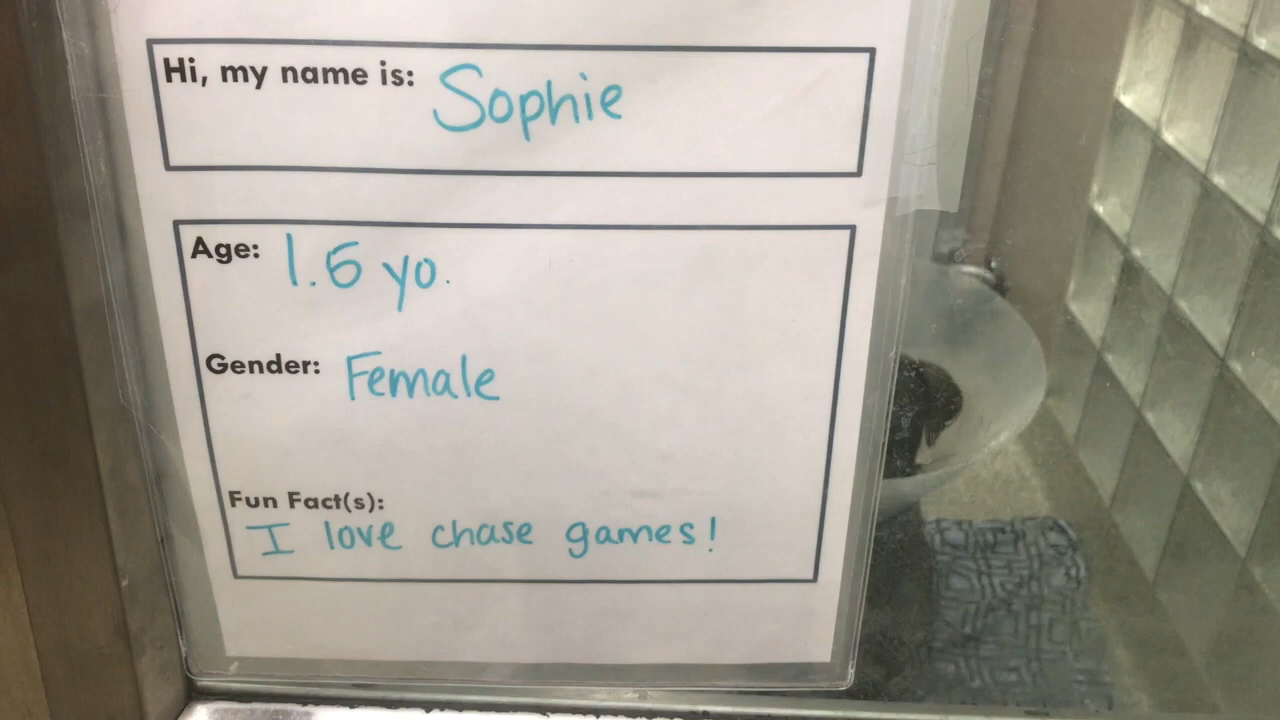 Hi, my name is: Sophie
Age: 1.5 yo.
Gender: Female
Fun Fact(s):
I love chase games!